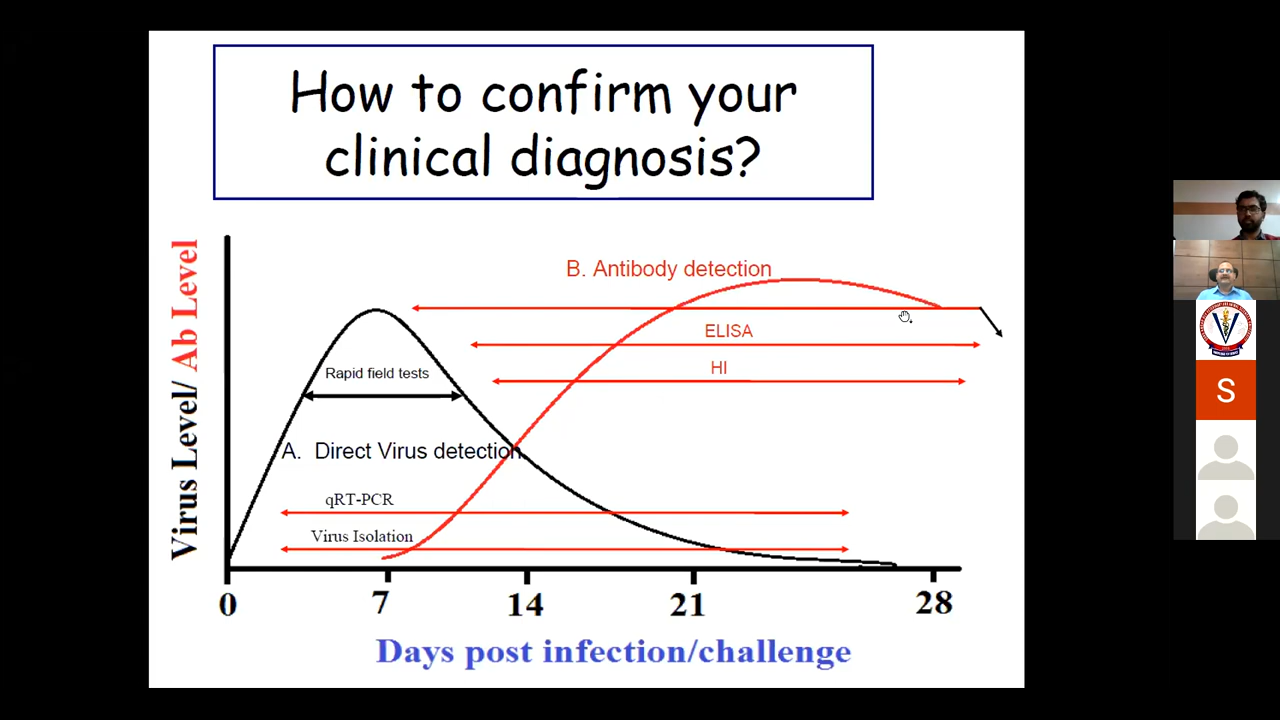 How to confirm your
clinical diagnosis?
Virus Level/ Ab Level
B. Antibody detection
ELISA
HI
Rapid field tests
A. Direct Virus detection
qRT-PCR
Virus Isolation
0 7 14 21 28
Days post infection/challenge
V
S